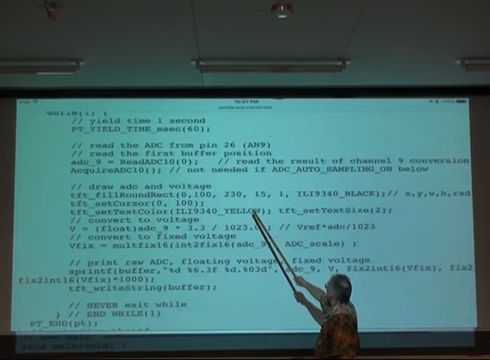 12:47 PM
while(1) {
// yield time 1 second
PT_YIELD_TIME_msec(60);
// read the ADC from pin 26 (AN9)
// read the first buffer position
adc_9 = ReadADC10(0); // read the result of channel 9 conversion
AcquireADC10(); // not needed if ADC_AUTO_SAMPLING_ON below
// draw adc and voltage
tft_fillRoundRect(0,100, 230, 15, 1, ILI9340_BLACK);// x,y,w,h,rad
tft_setCursor(0, 100);
tft_setTextColor(ILI9340_YELLOW); tft_setTextSize(2);
// convert to voltage
V = (float)adc_9 * 3.3 / 1023.0; // Vref*adc/1023
// convert to fixed voltage
Vfix = multfix16(int2fix16(adc_9), ADC_scale) ;
// print raw ADC, floating voltage, fixed voltage
sprintf(buffer,"%d %6.3f %d.%03d", adc_9, V, fix2int16(Vfix), fix2
fix2int16(Vfix)*1000);
tft_writeString(buffer);
// NEVER exit while
} // END WHILE(1)
PT_END(pt);